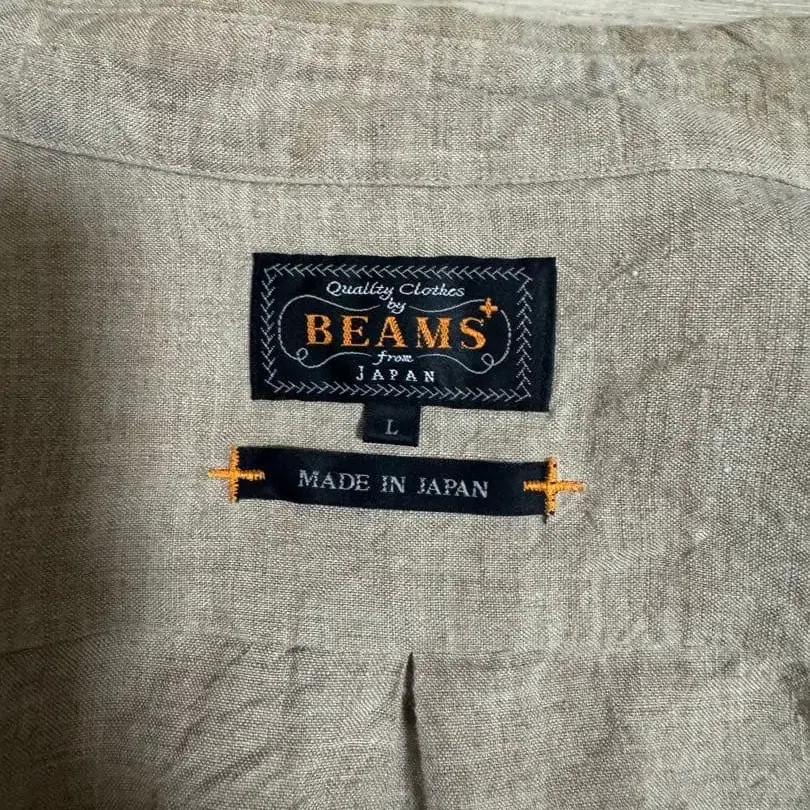 Quality Clothes
by
BEAMS+
from
JAPAN
L
MADE IN JAPAN